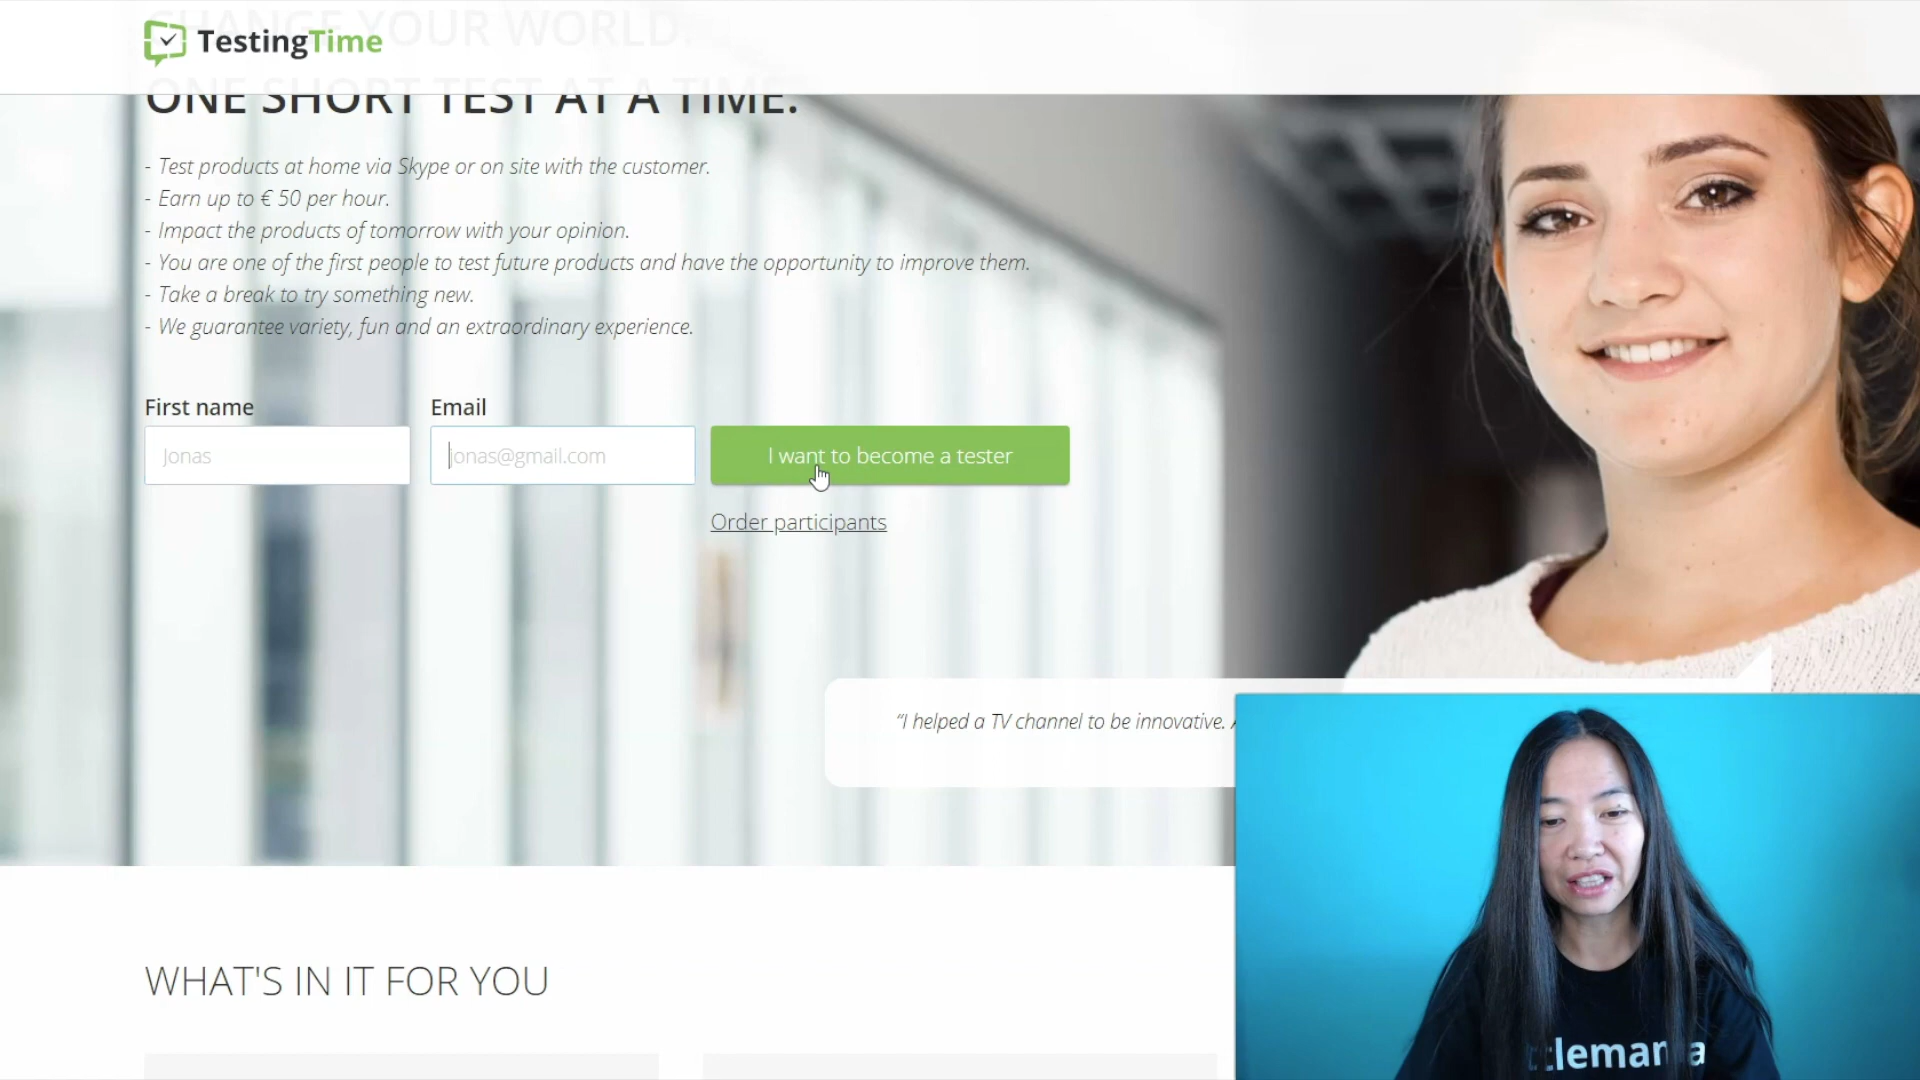 CHANGE YOUR WORLD.
TestingTime
ONE SHORT TEST AT A TIME.
- Test products at home via Skype or on site with the customer.
- Earn up to € 50 per hour.
- Impact the products of tomorrow with your opinion.
- You are one of the first people to test future products and have the opportunity to improve them.
- Take a break to try something new.
- We guarantee variety, fun and an extraordinary experience.
First name
Email
Jonas
jonas@gmail.com
I want to become a tester
Order participants
“I helped a TV channel to be innovative.
WHAT'S IN IT FOR YOU